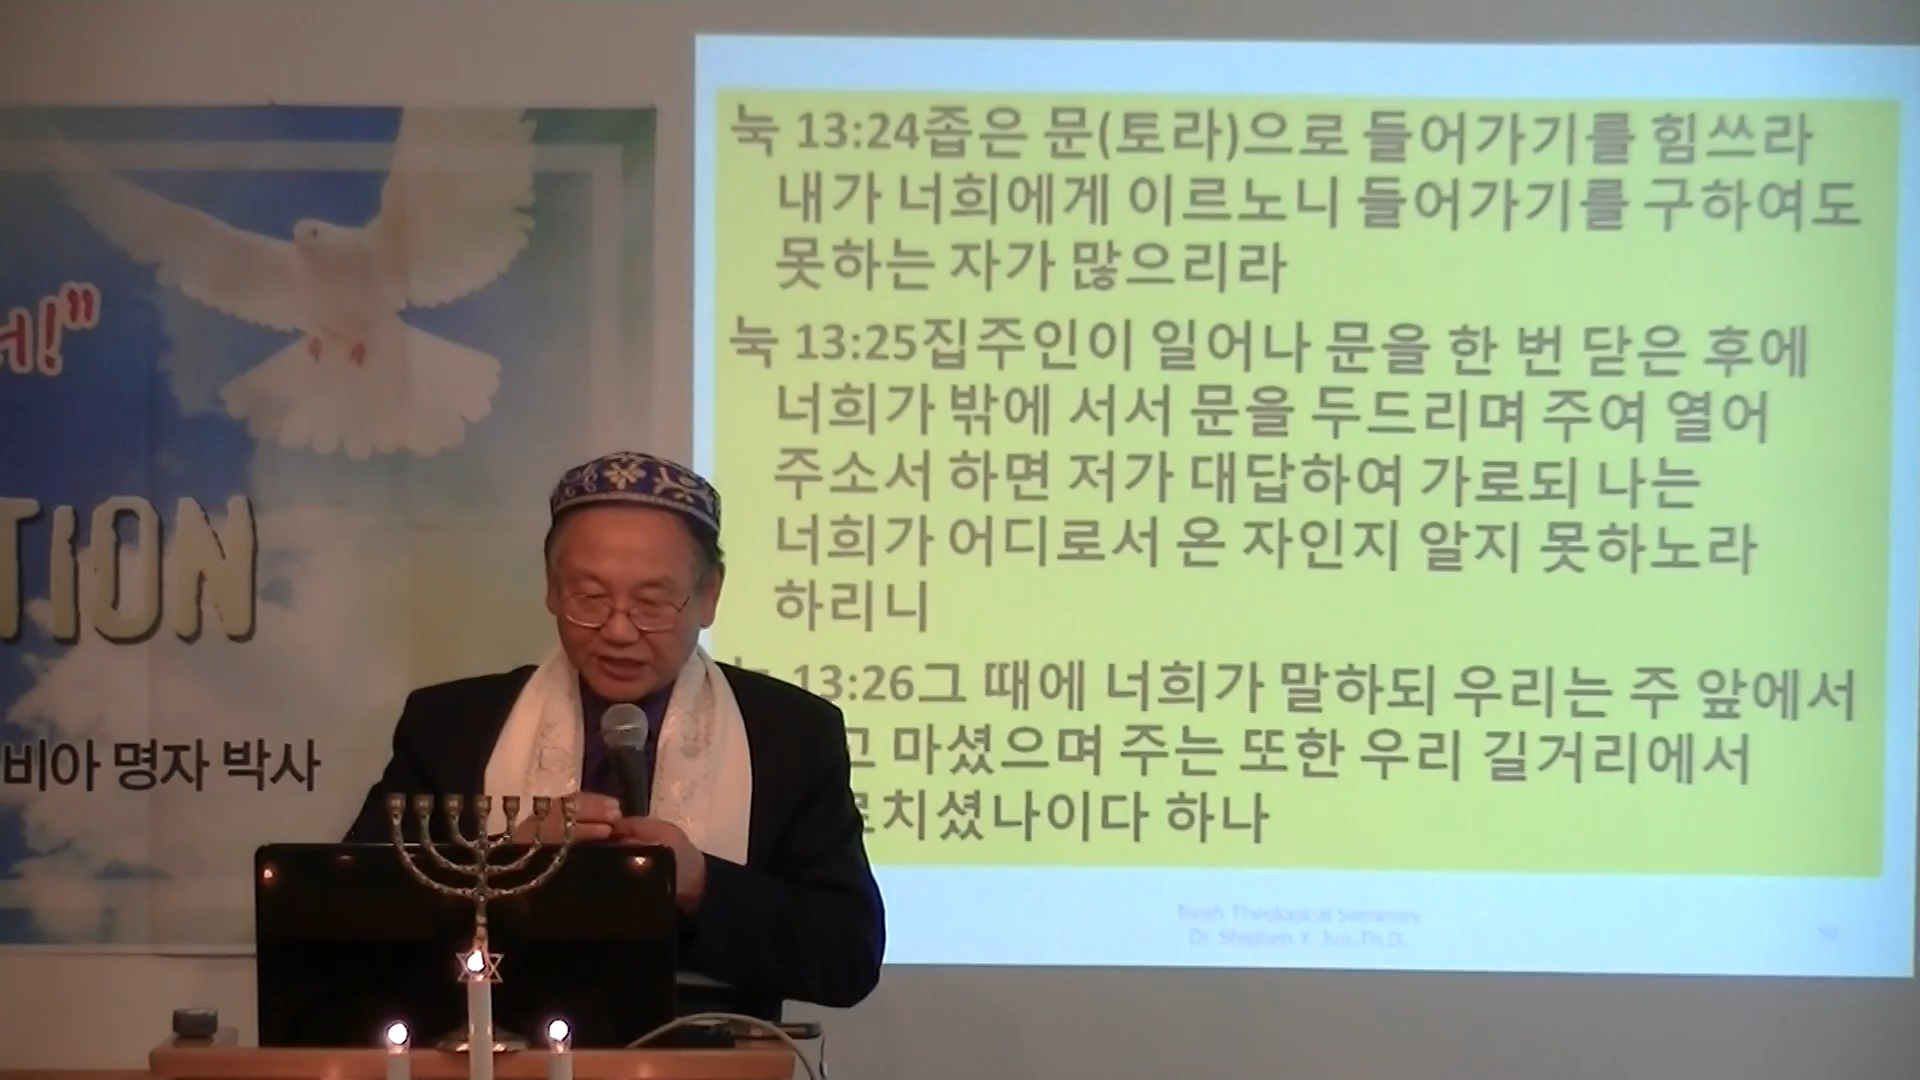 눅 13:24좁은 문(토라)으로 들어가기를 힘쓰라
내가 너희에게 이르노니 들어가기를 구하여도
못하는 자가 많으리라
눅 13:25집주인이 일어나 문을 한 번 닫은 후에
너희가 밖에 서서 문을 두드리며 주여 열어
주소서 하면 저가 대답하여 가로되 나는
너희가 어디로서 온 자인지 알지 못하노라
하리니
13:26그 때에 너희가 말하되 우리는 주 앞에서
마셨으며 주는 또한 우리 길거리에서
치셨나이다 하나
Torah Theological Seminary
Dr. Stephen Y. Jun,Th.D.
TION
비아 명자 박사